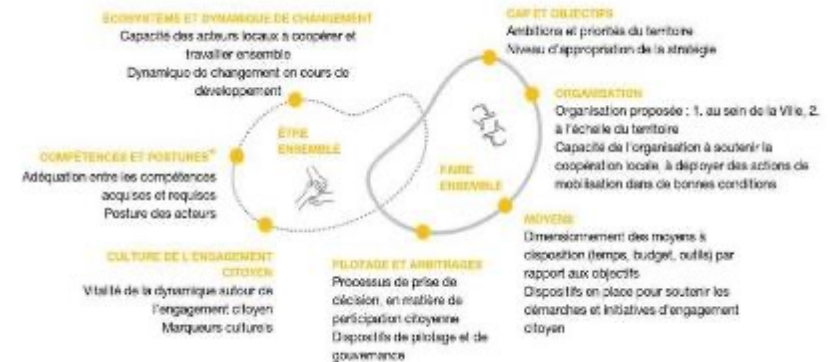 ÉCOSYSTÈME ET DYNAMIQUE DE CHANGEMENT
Capacité des acteurs locaux à coopérer et
travailler ensemble
Dynamique de changement en cours de
développement
COMPÉTENCES ET POSTURES*
Adéquation entre les compétences
acquises et requises
Posture des acteurs
CULTURE DE L'ENGAGEMENT
CITOYEN
Vitalité de la dynamique autour de
l'engagement citoyen
Marqueurs culturels
ÊTRE
ENSEMBLE
FAIRE
ENSEMBLE
CAP ET OBJECTIFS
Ambitions et priorités du territoire
Niveau d'appropriation de la stratégie
ORGANISATION
Organisation proposée : 1. au sein de la Ville, 2.
à l'échelle du territoire
Capacité de l'organisation à soutenir la
coopération locale, à déployer des actions de
mobilisation dans de bonnes conditions
MOYENS
Dimensionnement des moyens à
disposition (temps, budget, outils) par
rapport aux objectifs
Dispositifs en place pour soutenir les
démarches et initiatives d'engagement
citoyen
PILOTAGE ET ARBITRAGES
Processus de prise de
décision, en matière de
participation citoyenne
Dispositifs de pilotage et de
gouvernance